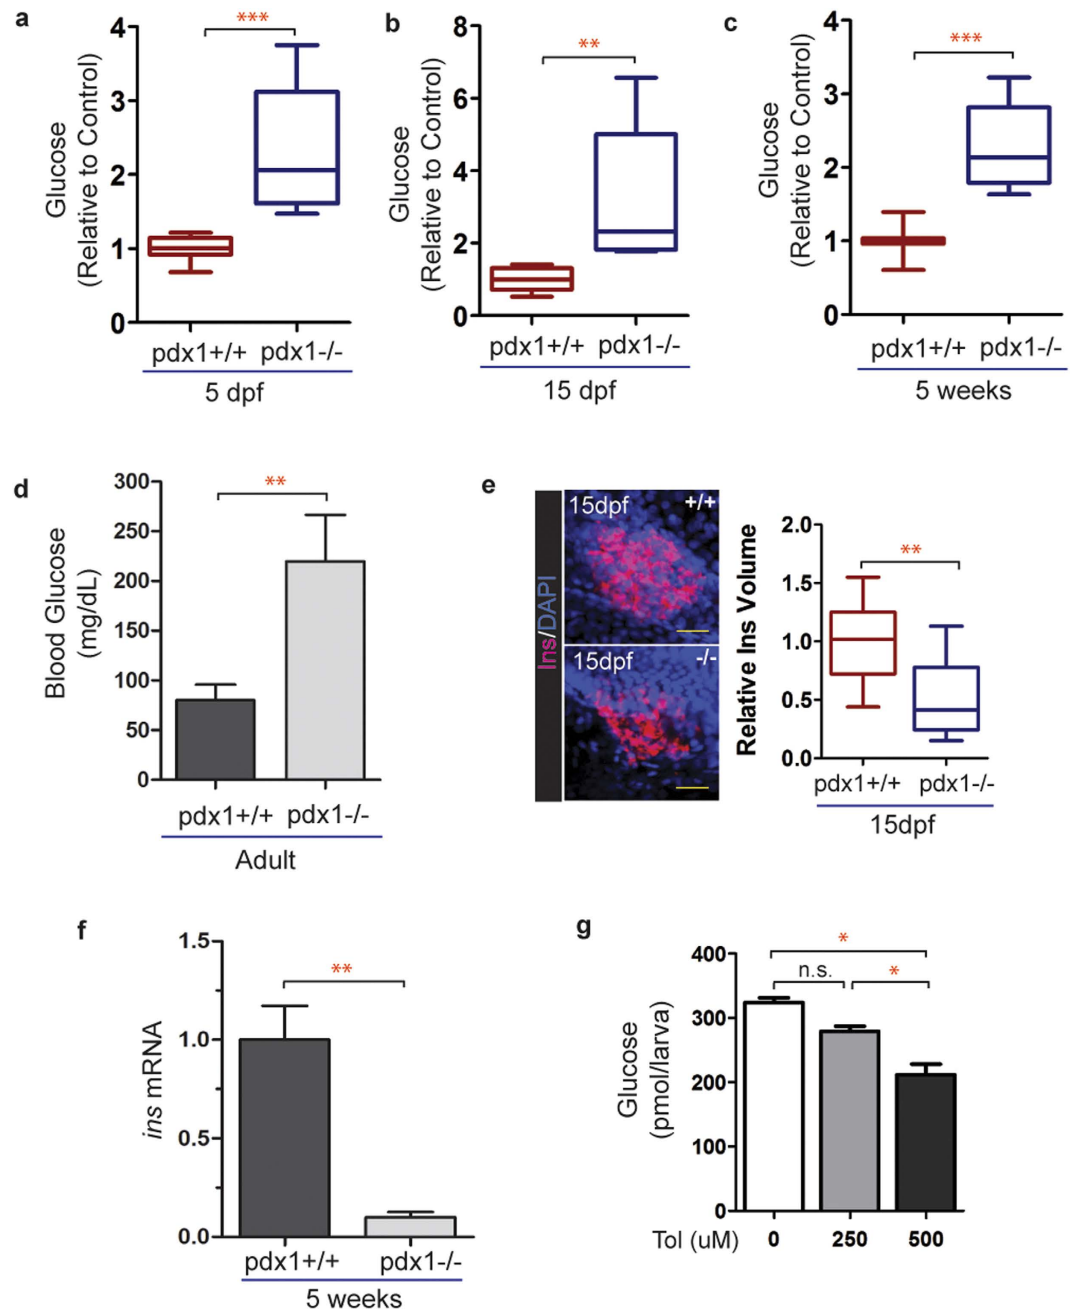 a
***
4
3
2
1
0
Glucose
(Relative to Control)
pdx1+/+ pdx1-/-
5 dpf
b
**
8
6
4
2
0
Glucose
(Relative to Control)
pdx1+/+ pdx1-/-
15 dpf
c
***
4
3
2
1
0
Glucose
(Relative to Control)
pdx1+/+ pdx1-/-
5 weeks
d
**
300
250
200
150
100
50
0
Blood Glucose
(mg/dL)
pdx1+/+ pdx1-/-
Adult
e
Ins/DAPI
15dpf +/+
15dpf -/-
**
2.0
1.5
1.0
0.5
0.0
Relative Ins Volume
pdx1+/+ pdx1-/-
15dpf
f
**
1.5
1.0
0.5
0.0
ins mRNA
pdx1+/+ pdx1-/-
5 weeks
g
*
n.s. *
400
300
200
100
0
Glucose
(pmol/larva)
Tol (uM) 0 250 500